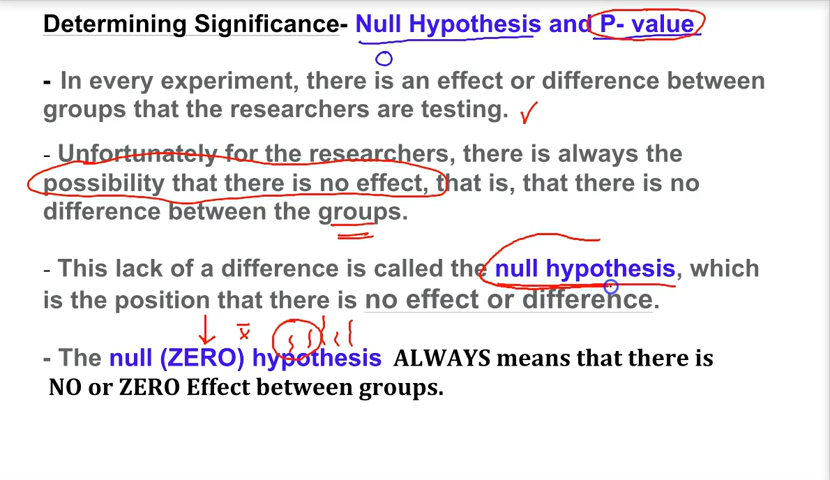 Determining Significance- Null Hypothesis and P- value
- In every experiment, there is an effect or difference between
groups that the researchers are testing.
- Unfortunately for the researchers, there is always the
possibility that there is no effect, that is, that there is no
difference between the groups.
- This lack of a difference is called the null hypothesis, which
is the position that there is no effect or difference.
x̄
- The null (ZERO) hypothesis ALWAYS means that there is
NO or ZERO Effect between groups.